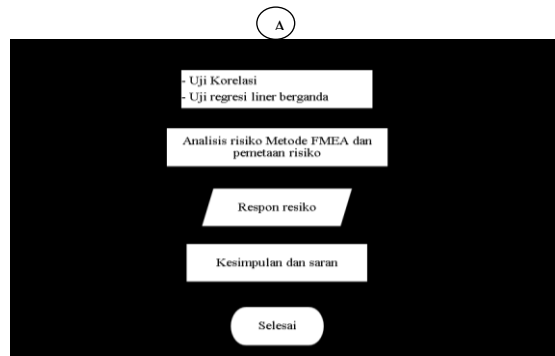 A
- Uji Korelasi
- Uji regresi liner berganda
Analisis risiko Metode FMEA dan
pemetaan risiko
Respon resiko
Kesimpulan dan saran
Selesai